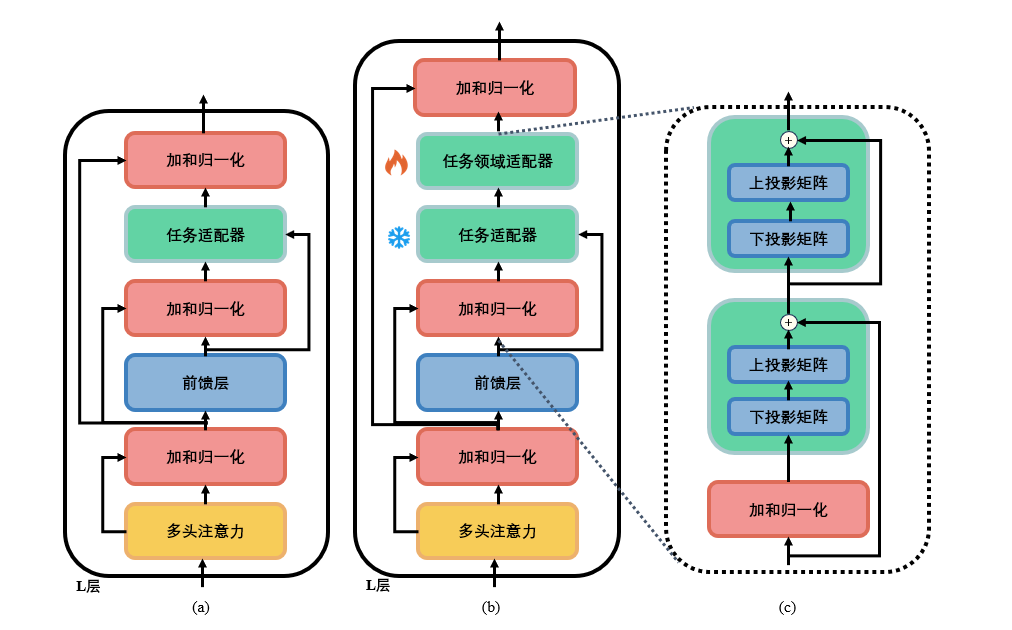 加和归一化
任务适配器
加和归一化
前馈层
加和归一化
多头注意力
L层
(a)
加和归一化
任务领域适配器
任务适配器
加和归一化
前馈层
加和归一化
多头注意力
L层
(b)
+
上投影矩阵
下投影矩阵
+
上投影矩阵
下投影矩阵
加和归一化
(c)